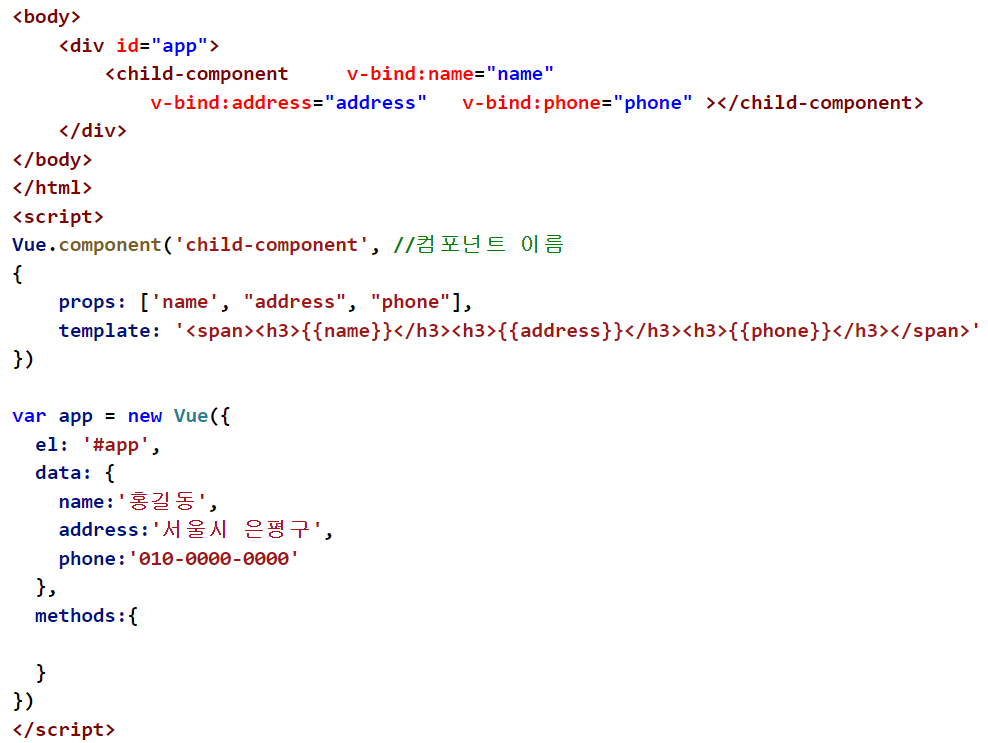 <body>
    <div id="app">
        <child-component     v-bind:name="name"
            v-bind:address="address"   v-bind:phone="phone" ></child-component>
    </div>
</body>
</html>
<script>
Vue.component('child-component', //컴포넌트 이름
{
    props: ['name', "address", "phone"],
    template: '<span><h3>{{name}}</h3><h3>{{address}}</h3><h3>{{phone}}</h3></span>'
})

var app = new Vue({
  el: '#app',
  data: {
    name:'홍길동',
    address:'서울시 은평구',
    phone:'010-0000-0000'
  },
  methods:{

  }
})
</script>